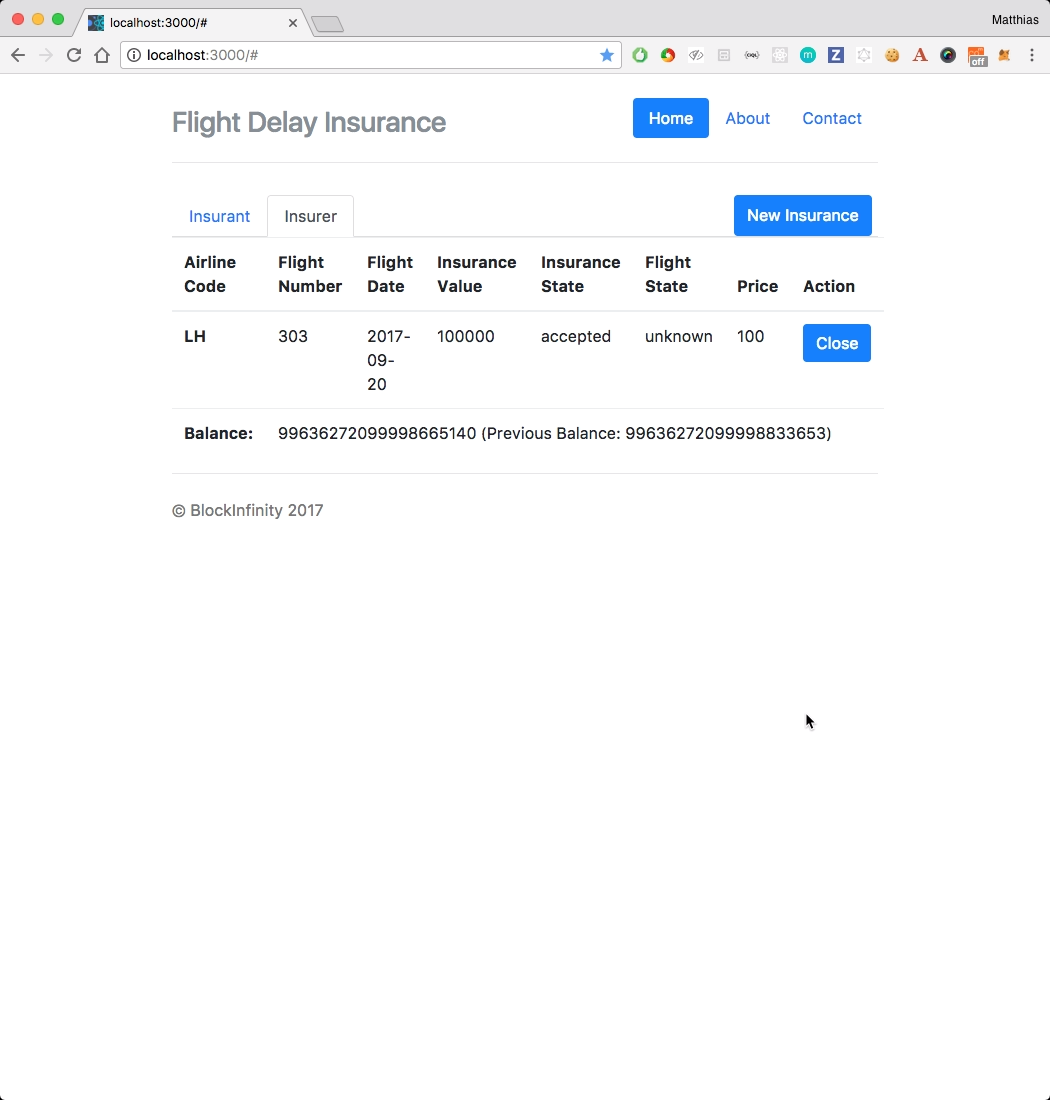 localhost:3000/#
Matthias
localhost:3000/#
off
Flight Delay Insurance
Home About Contact
Insurant Insurer New Insurance
Airline Code Flight Number Flight Date Insurance Value Insurance State Flight State Price Action
LH 303 2017-09-20 100000 accepted unknown 100 Close
Balance: 99636272099998665140 (Previous Balance: 99636272099998833653)
© BlockInfinity 2017